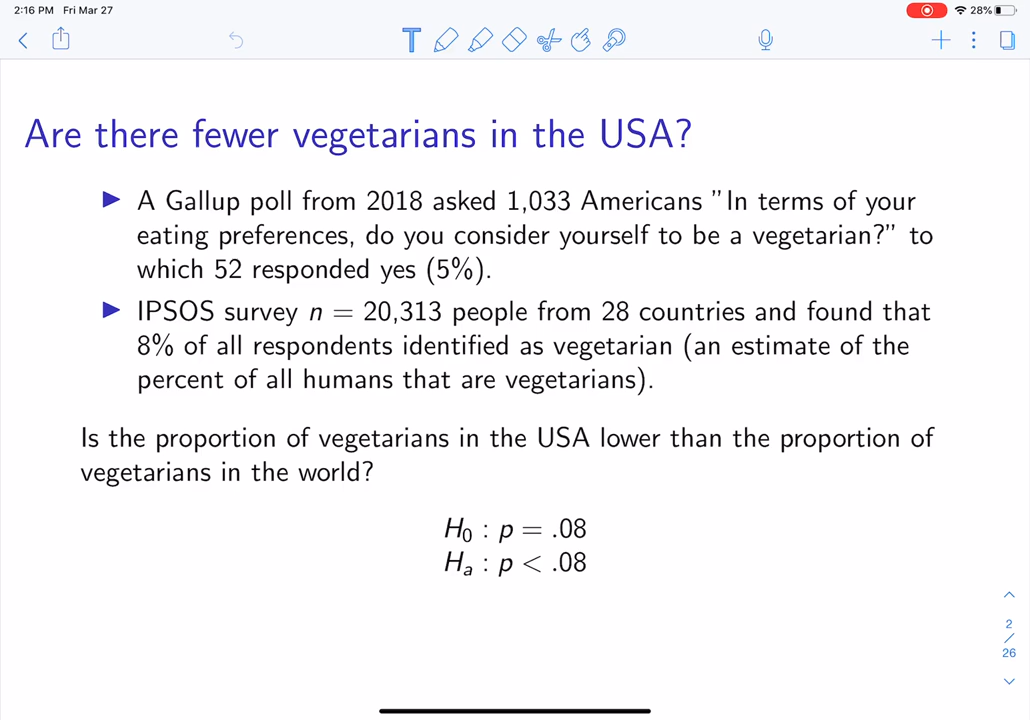 2:16 PM Fri Mar 27
28%
T
Are there fewer vegetarians in the USA?
A Gallup poll from 2018 asked 1,033 Americans ”In terms of your
eating preferences, do you consider yourself to be a vegetarian?” to
which 52 responded yes (5%).
IPSOS survey n = 20,313 people from 28 countries and found that
8% of all respondents identified as vegetarian (an estimate of the
percent of all humans that are vegetarians).
Is the proportion of vegetarians in the USA lower than the proportion of
vegetarians in the world?
H₀ : p = .08
Hₐ : p < .08
2
/
26